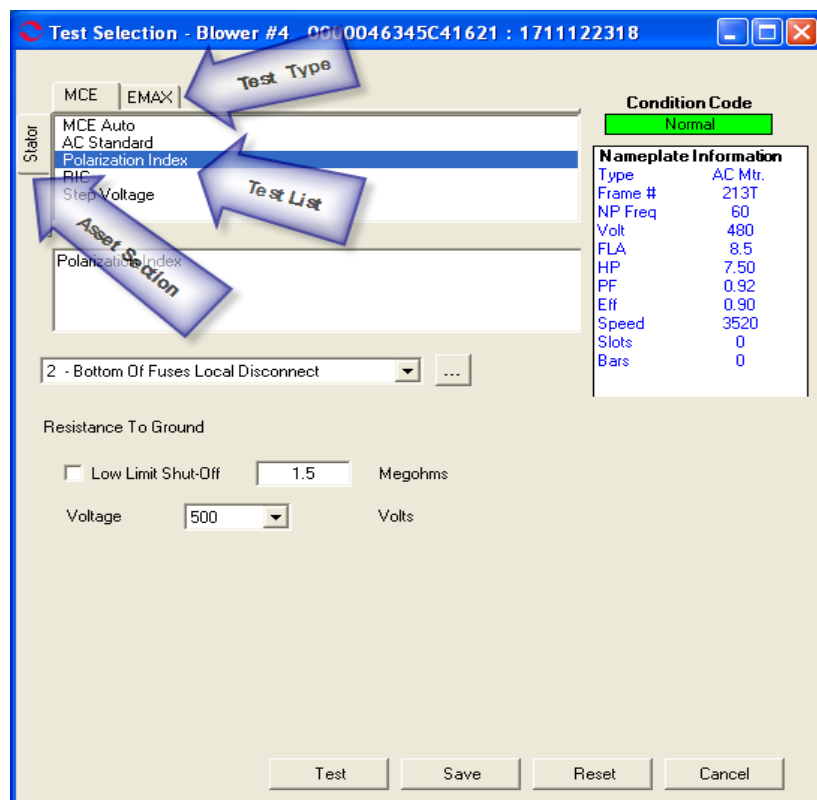 Test Selection - Blower #4 0000046345C41621 : 1711122318
Test Type
MCE EMAX
Stator
MCE Auto
AC Standard
Polarization Index
RIC
Step Voltage
Test List
Asset Section
Polarization Index
2 - Bottom Of Fuses Local Disconnect ...
Condition Code
Normal
Nameplate Information
Type AC Mtr.
Frame # 213T
NP Freq 60
Volt 480
FLA 8.5
HP 7.50
PF 0.92
Eff 0.90
Speed 3520
Slots 0
Bars 0
Resistance To Ground
Low Limit Shut-Off 1.5 Megohms
Voltage 500 Volts
Test Save Reset Cancel